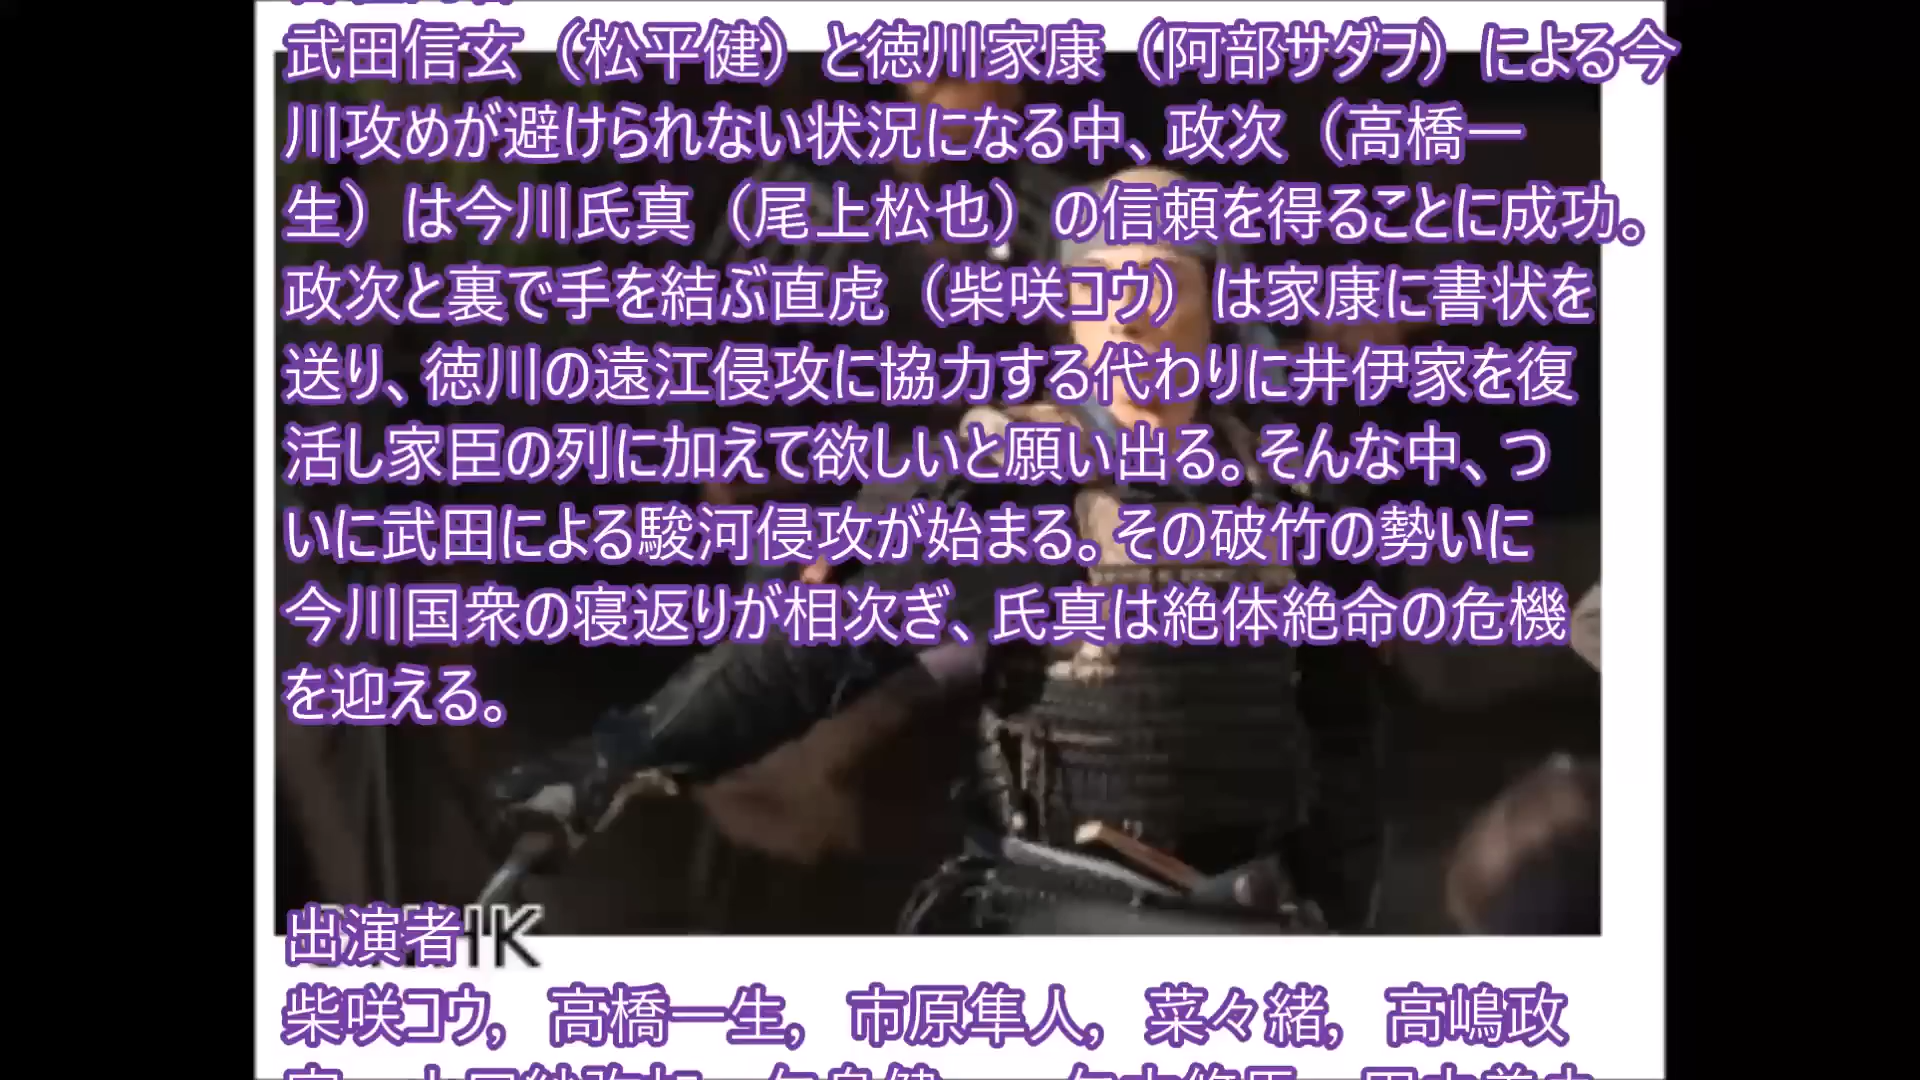 武田信玄（松平健）と徳川家康（阿部サダヲ）による今
川攻めが避けられない状況になる中、政次（高橋一
生）は今川氏真（尾上松也）の信頼を得ることに成功。
政次と裏で手を結ぶ直虎（柴咲コウ）は家康に書状を
送り、徳川の遠江侵攻に協力する代わりに井伊家を復
活し家臣の列に加えて欲しいと願い出る。そんな中、つ
いに武田による駿河侵攻が始まる。その破竹の勢いに
今川国衆の寝返りが相次ぎ、氏真は絶体絶命の危機
を迎える。
出演者
柴咲コウ, 高橋一生, 市原隼人, 菜々緒, 高嶋政